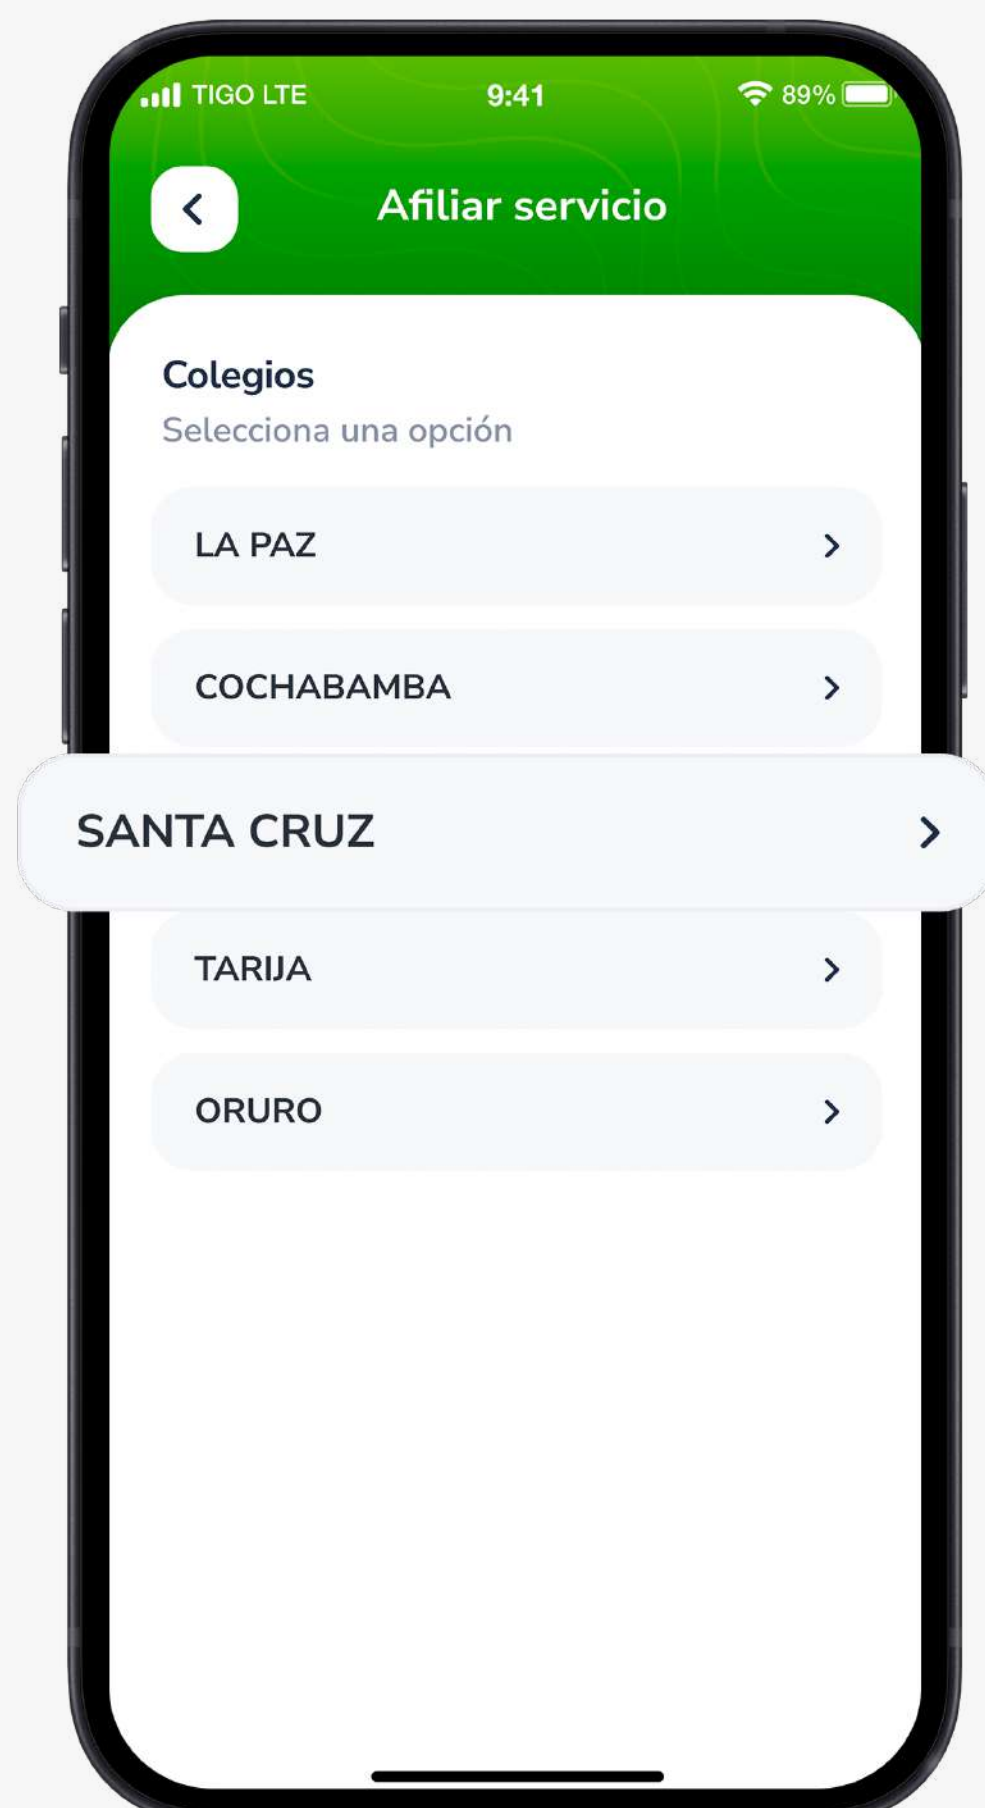 TIGO LTE 9:41 89%
Afiliar servicio
Colegios
Selecciona una opción
LA PAZ
COCHABAMBA
SANTA CRUZ
TARIJA
ORURO